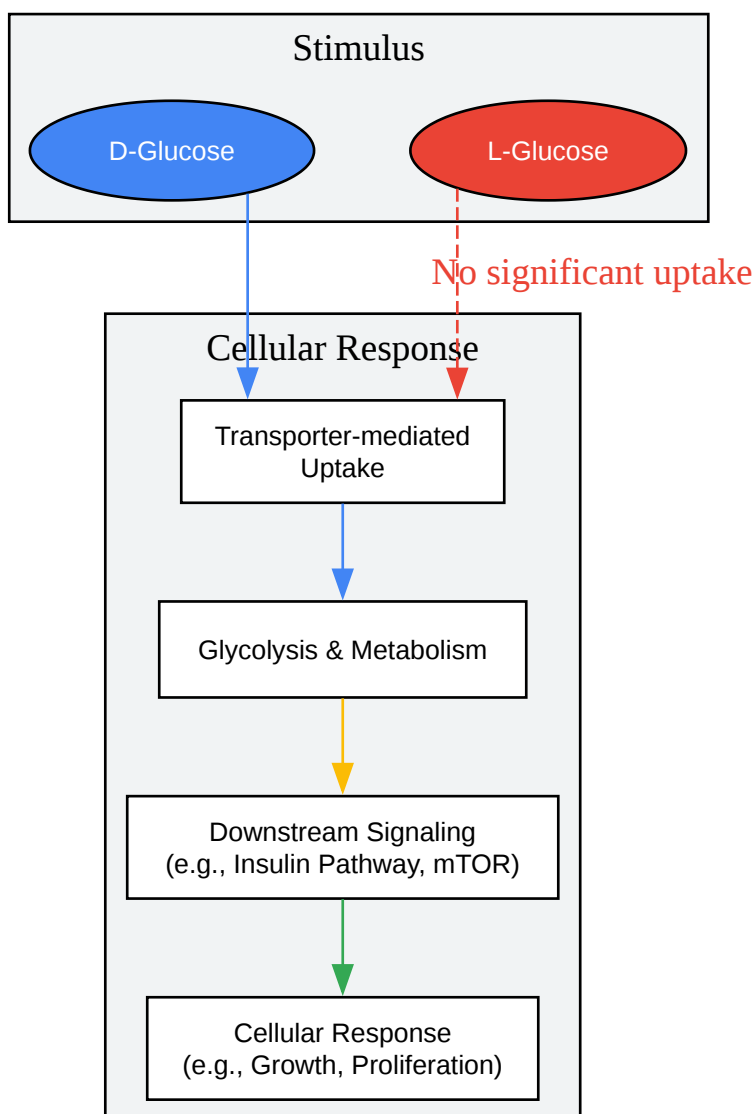 Stimulus
D-Glucose
L-Glucose
No significant uptake
Cellular Response
Transporter-mediated
Uptake
Glycolysis & Metabolism
Downstream Signaling
(e.g., Insulin Pathway, mTOR)
Cellular Response
(e.g., Growth, Proliferation)